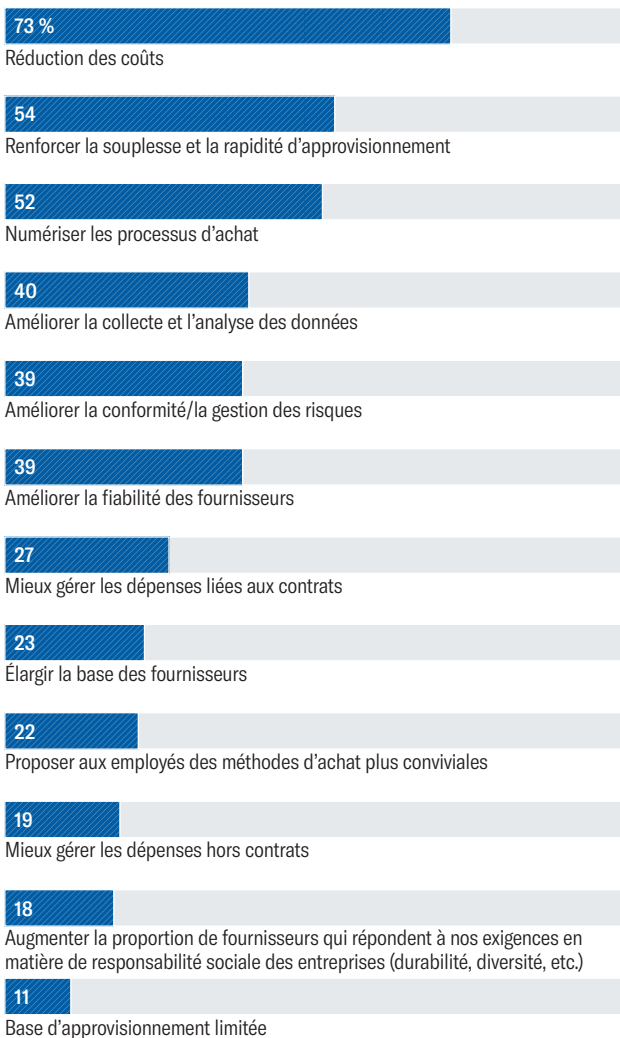 73 %
Réduction des coûts
54
Renforcer la souplesse et la rapidité d’approvisionnement
52
Numériser les processus d’achat
40
Améliorer la collecte et l’analyse des données
39
Améliorer la conformité/la gestion des risques
39
Améliorer la fiabilité des fournisseurs
27
Mieux gérer les dépenses liées aux contrats
23
Élargir la base des fournisseurs
22
Proposer aux employés des méthodes d’achat plus conviviales
19
Mieux gérer les dépenses hors contrats
18
Augmenter la proportion de fournisseurs qui répondent à nos exigences en
matière de responsabilité sociale des entreprises (durabilité, diversité, etc.)
11
Base d’approvisionnement limitée